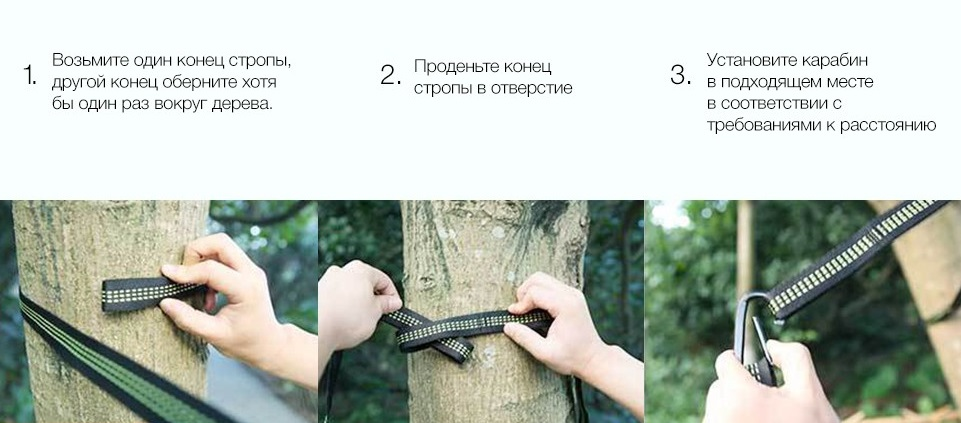 1. Возьмите один конец стропы,
другой конец оберните хотя
бы один раз вокруг дерева.
2. Проденьте конец
стропы в отверстие
3. Установите карабин
в подходящем месте
в соответствии с
требованиями к расстоянию